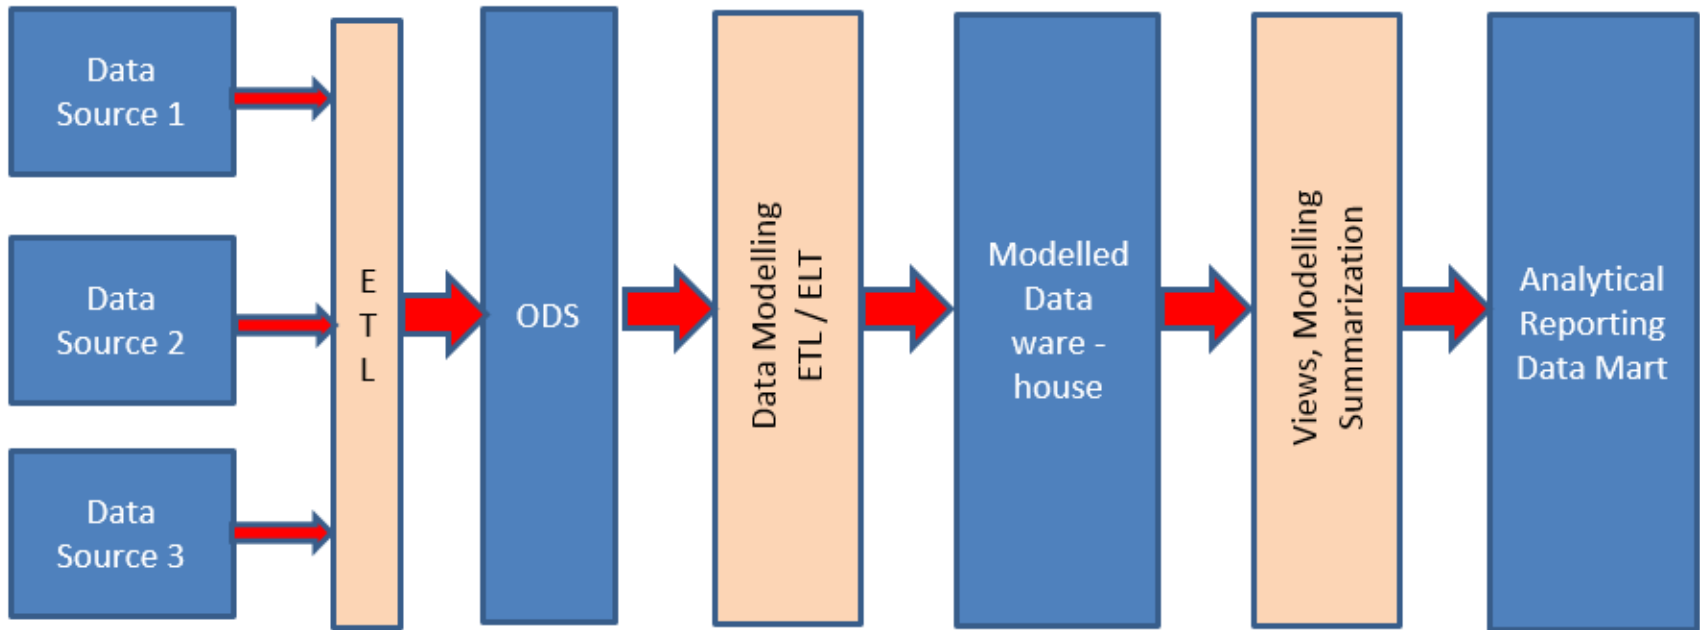 Data
Source 1
Data
Source 2
Data
Source 3
E
T
L
ODS
Data Modelling
ETL / ELT
Modelled
Data
ware -
house
Views, Modelling
Summarization
Analytical
Reporting
Data Mart